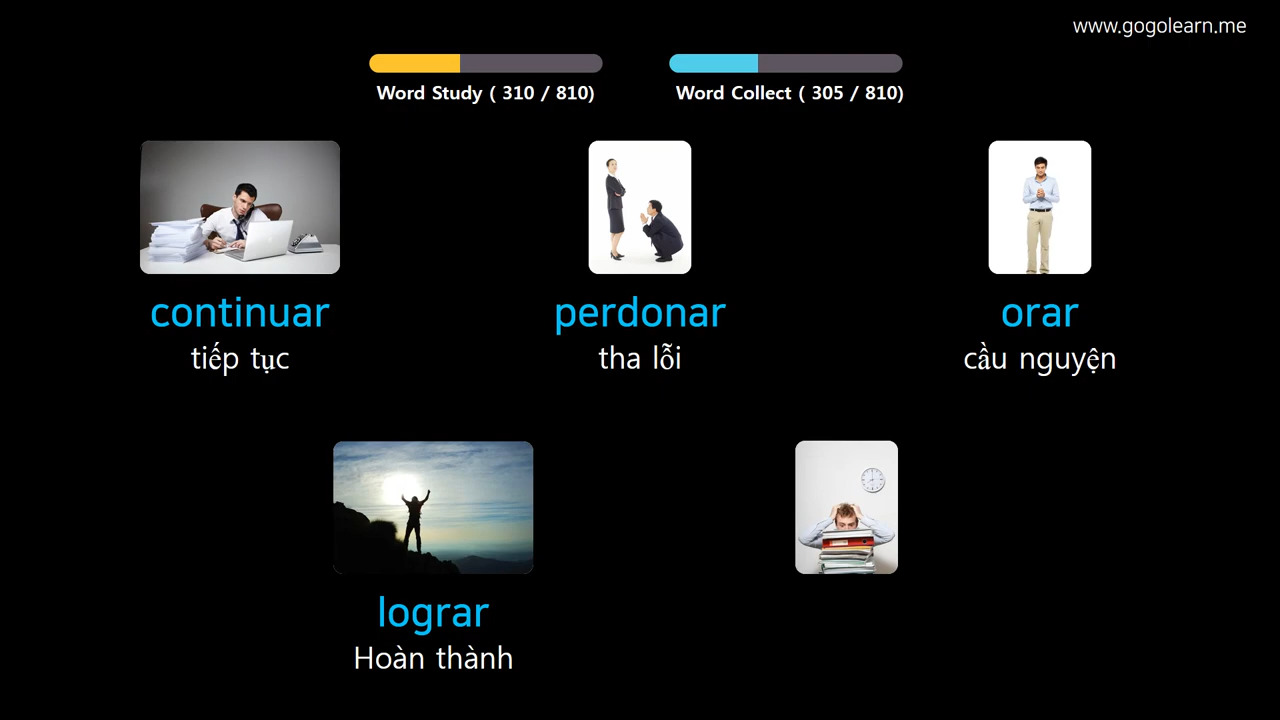 www.gogolearn.me
Word Study ( 310 / 810)
Word Collect ( 305 / 810)
continuar
tiếp tục
perdonar
tha lỗi
orar
cầu nguyện
lograr
Hoàn thành